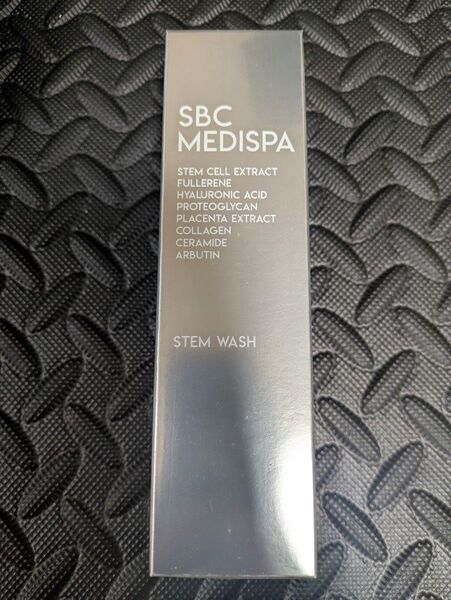 SBC
MEDISPA
STEM CELL EXTRACT
FULLERENE
HYALURONIC ACID
PROTEOGLYCAN
PLACENTA EXTRACT
COLLAGEN
CERAMIDE
ARBUTIN
STEM WASH